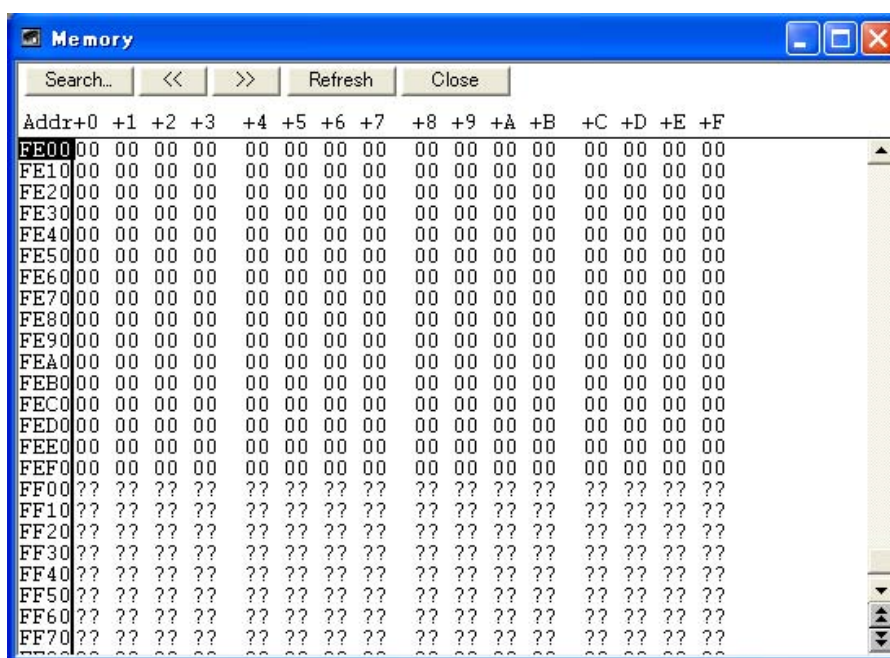 Memory
Search... << >> Refresh Close
Addr+0 +1 +2 +3 +4 +5 +6 +7 +8 +9 +A +B +C +D +E +F
FE00 00 00 00 00 00 00 00 00 00 00 00 00 00 00 00 00
FE10 00 00 00 00 00 00 00 00 00 00 00 00 00 00 00 00
FE20 00 00 00 00 00 00 00 00 00 00 00 00 00 00 00 00
FE30 00 00 00 00 00 00 00 00 00 00 00 00 00 00 00 00
FE40 00 00 00 00 00 00 00 00 00 00 00 00 00 00 00 00
FE50 00 00 00 00 00 00 00 00 00 00 00 00 00 00 00 00
FE60 00 00 00 00 00 00 00 00 00 00 00 00 00 00 00 00
FE70 00 00 00 00 00 00 00 00 00 00 00 00 00 00 00 00
FE80 00 00 00 00 00 00 00 00 00 00 00 00 00 00 00 00
FE90 00 00 00 00 00 00 00 00 00 00 00 00 00 00 00 00
FEA0 00 00 00 00 00 00 00 00 00 00 00 00 00 00 00 00
FEB0 00 00 00 00 00 00 00 00 00 00 00 00 00 00 00 00
FEC0 00 00 00 00 00 00 00 00 00 00 00 00 00 00 00 00
FED0 00 00 00 00 00 00 00 00 00 00 00 00 00 00 00 00
FEE0 00 00 00 00 00 00 00 00 00 00 00 00 00 00 00 00
FEF0 00 00 00 00 00 00 00 00 00 00 00 00 00 00 00 00
FF00 ?? ?? ?? ?? ?? ?? ?? ?? ?? ?? ?? ?? ?? ?? ?? ??
FF10 ?? ?? ?? ?? ?? ?? ?? ?? ?? ?? ?? ?? ?? ?? ?? ??
FF20 ?? ?? ?? ?? ?? ?? ?? ?? ?? ?? ?? ?? ?? ?? ?? ??
FF30 ?? ?? ?? ?? ?? ?? ?? ?? ?? ?? ?? ?? ?? ?? ?? ??
FF40 ?? ?? ?? ?? ?? ?? ?? ?? ?? ?? ?? ?? ?? ?? ?? ??
FF50 ?? ?? ?? ?? ?? ?? ?? ?? ?? ?? ?? ?? ?? ?? ?? ??
FF60 ?? ?? ?? ?? ?? ?? ?? ?? ?? ?? ?? ?? ?? ?? ?? ??
FF70 ?? ?? ?? ?? ?? ?? ?? ?? ?? ?? ?? ?? ?? ?? ?? ??